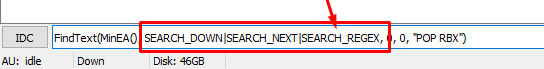 IDC FindText(MinEA(), SEARCH_DOWN|SEARCH_NEXT|SEARCH_REGEX, 0, 0, "POP RBX")
AU: idle Down Disk: 46GB